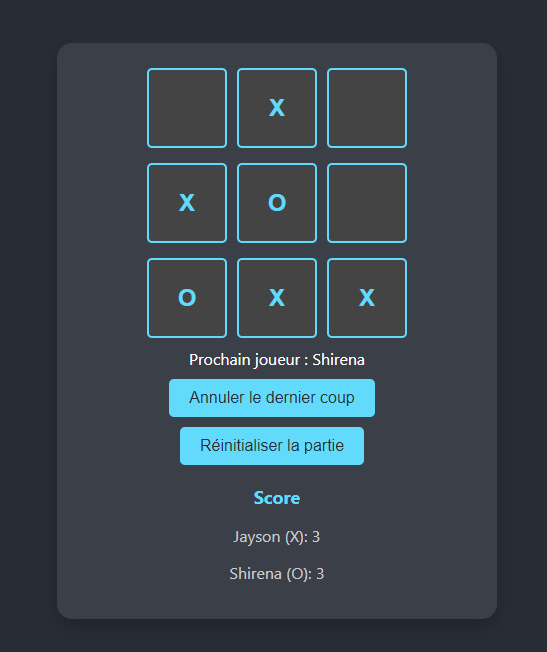 X
X O
O X X
Prochain joueur : Shirena
Annuler le dernier coup
Réinitialiser la partie
Score
Jayson (X): 3
Shirena (O): 3